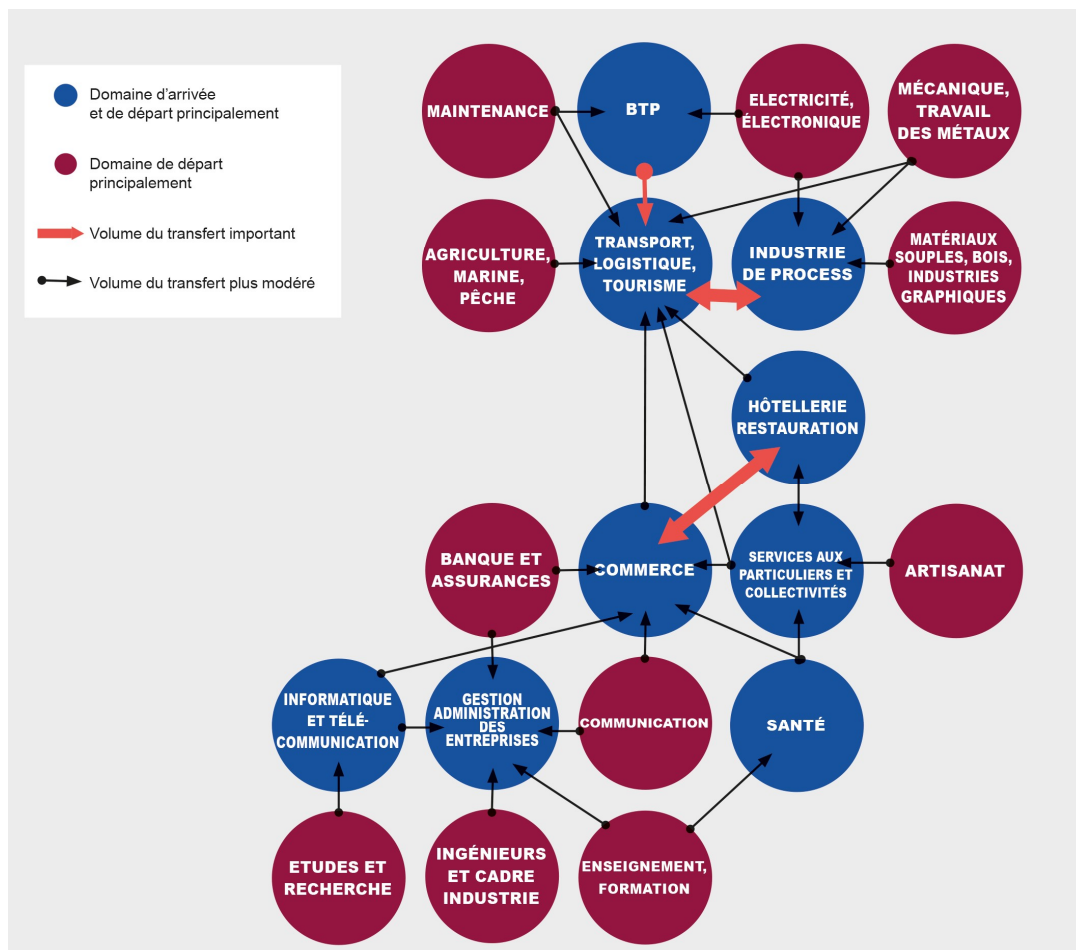 Domaine d'arrivée
et de départ principalement
Domaine de départ
principalement
Volume du transfert important
Volume du transfert plus modéré
MAINTENANCE
BTP
ELECTRICITÉ,
ÉLECTRONIQUE
MÉCANIQUE,
TRAVAIL
DES MÉTAUX
AGRICULTURE,
MARINE,
PÊCHE
TRANSPORT,
LOGISTIQUE,
TOURISME
INDUSTRIE
DE PROCESS
MATÉRIAUX
SOUPLES, BOIS,
INDUSTRIES
GRAPHIQUES
HÔTELLERIE
RESTAURATION
BANQUE ET
ASSURANCES
COMMERCE
SERVICES AUX
PARTICULIERS ET
COLLECTIVITÉS
ARTISANAT
INFORMATIQUE
ET TÉLÉ-
COMMUNICATION
GESTION
ADMINISTRATION
DES
ENTREPRISES
COMMUNICATION
SANTÉ
ETUDES ET
RECHERCHE
INGÉNIEURS
ET CADRE
INDUSTRIE
ENSEIGNEMENT,
FORMATION